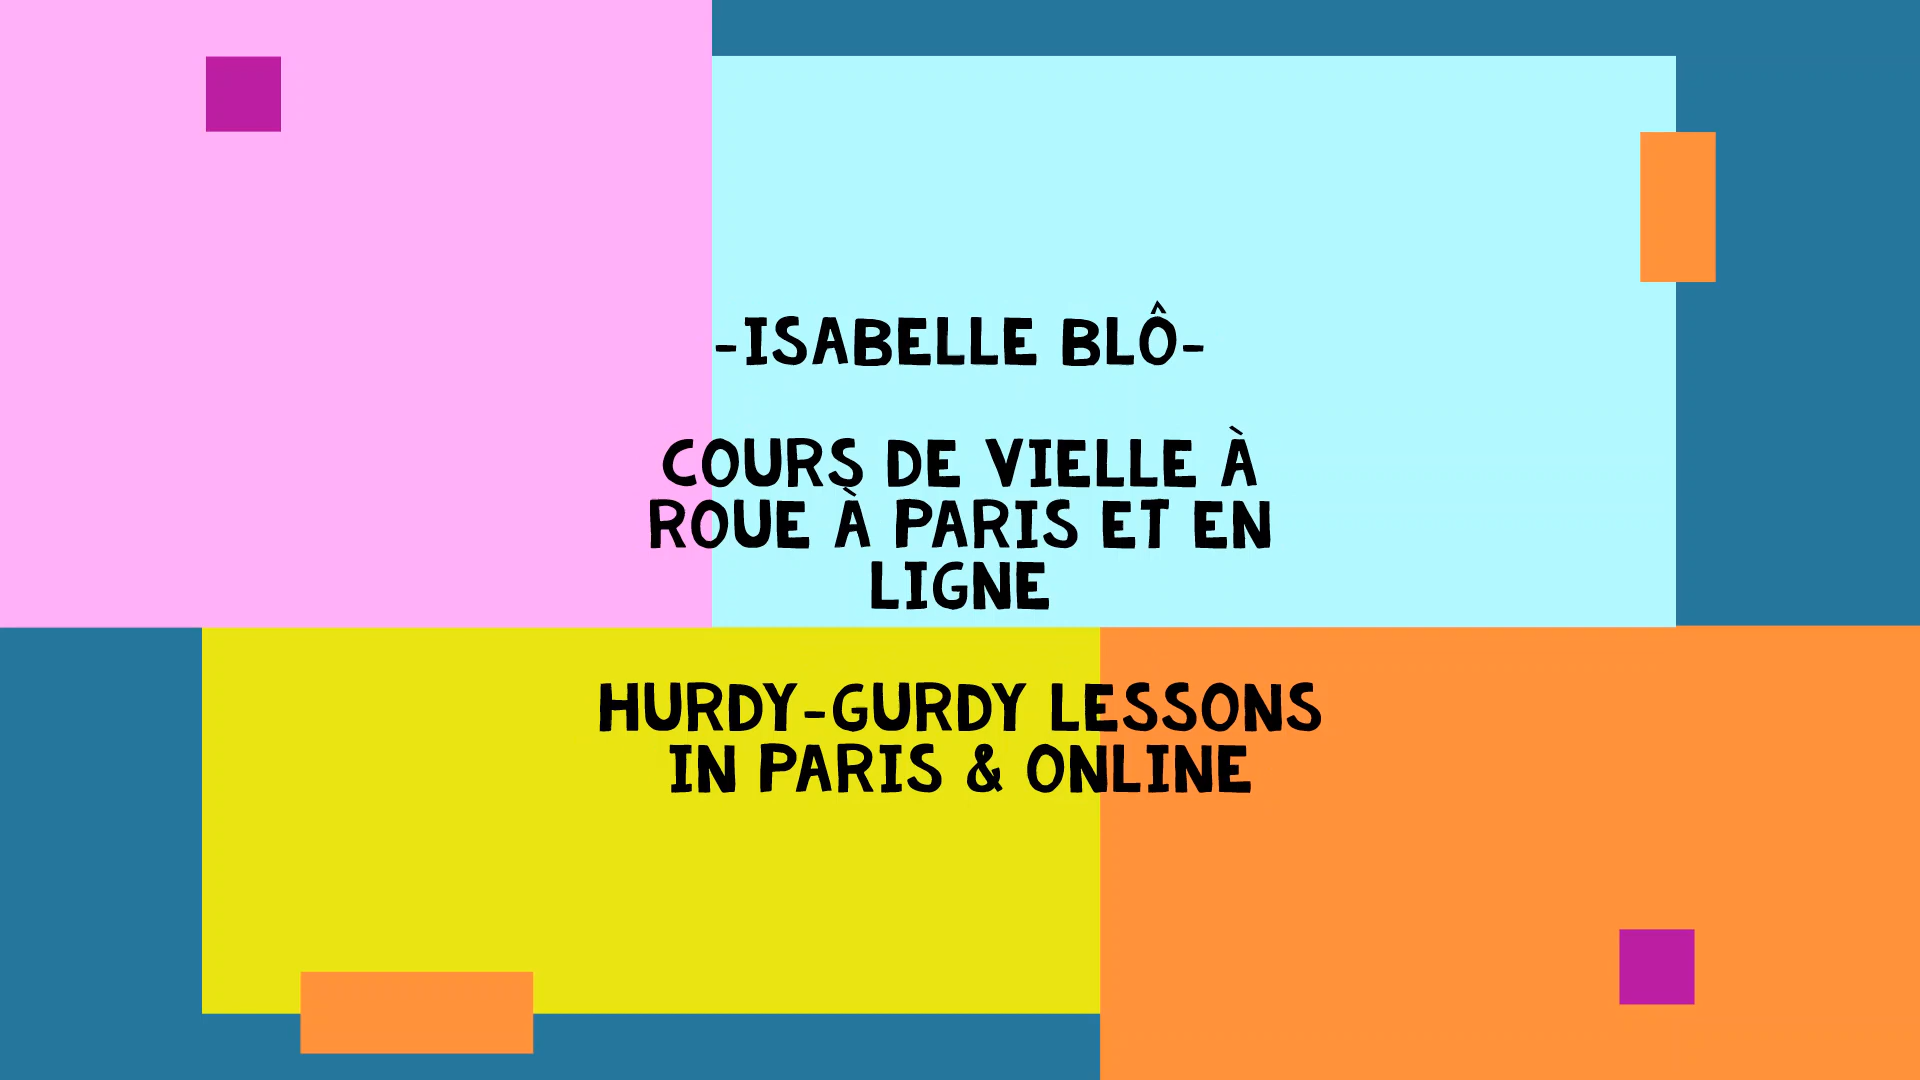 -ISABELLE BLÔ-
COURS DE VIELLE À
ROUE À PARIS ET EN
LIGNE
HURDY-GURDY LESSONS
IN PARIS & ONLINE